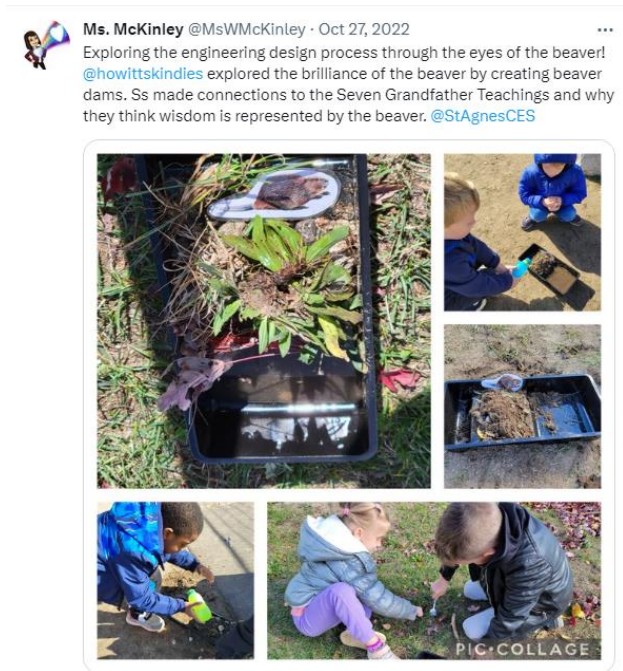 Ms. McKinley @MsWMcKinley · Oct 27, 2022
Exploring the engineering design process through the eyes of the beaver!
@howittskindies explored the brilliance of the beaver by creating beaver
dams. Ss made connections to the Seven Grandfather Teachings and why
they think wisdom is represented by the beaver. @StAgnesCES
PIC•COLLAGE